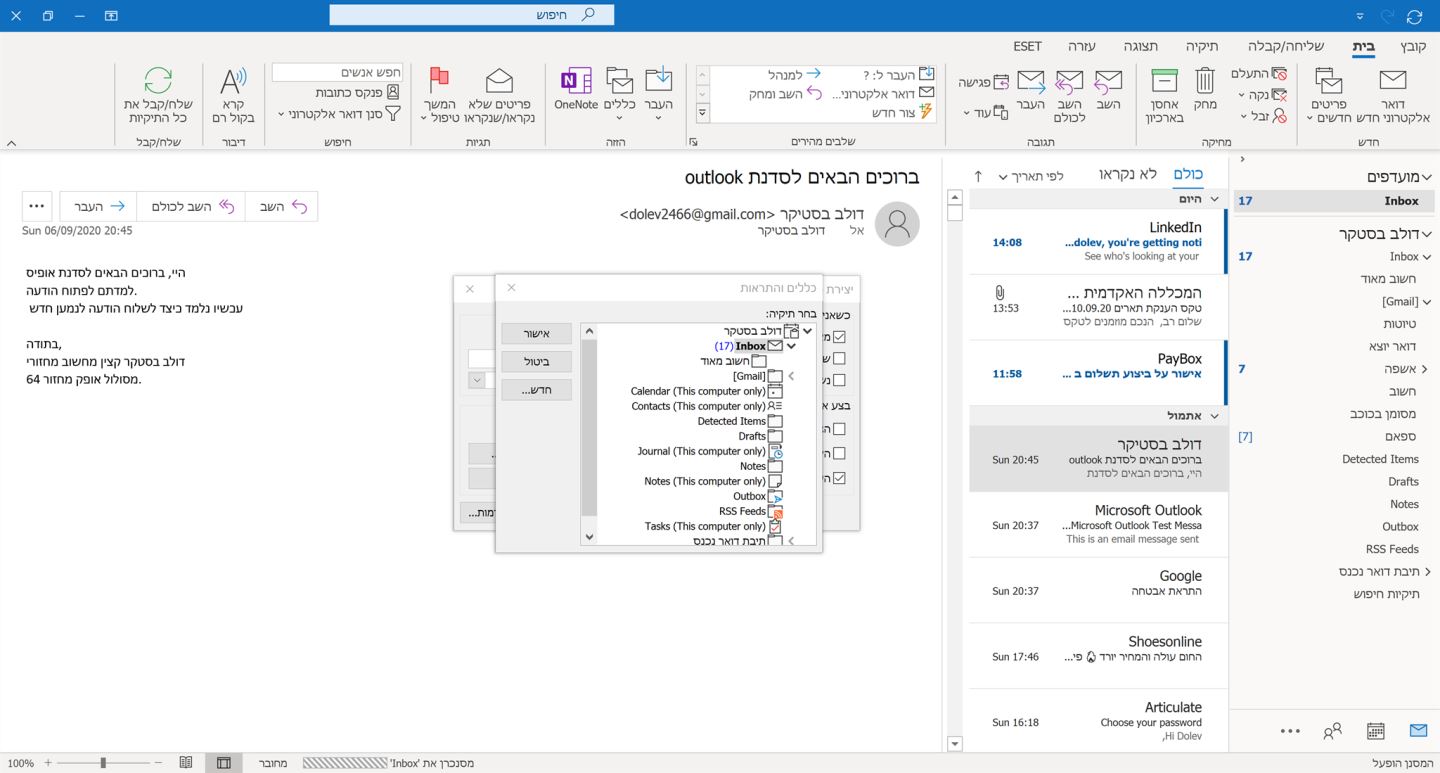 חיפוש
קובץ
בית
שליחה/קבלה
תיקיה
תצוגה
עזרה
ESET
דואר
אלקטרוני חדש
פריטים
חדשים
חדש
התעלם
נקה
זבל
מחק
אחסן
בארכיון
מחיקה
השב
השב
לכולם
העבר
פגישה
עוד
תגובה
העבר ל: ?
למנהל
דואר אלקטרוני...
השב ומחק
צור חדש
שלבים מהירים
העבר
כללים
OneNote
הזזה
פריטים שלא
נקראו/שנקראו
המשך
טיפול
תגיות
חפש אנשים
פנקס כתובות
סנן דואר אלקטרוני
חיפוש
קרא
בקול רם
דיבור
שלח/קבל את
כל התיקיות
שלח/קבל
מועדפים
Inbox 17
דולב בסטקר
Inbox 17
חשוב מאוד
[Gmail]
טיוטות
דואר יוצא
אשפה 7
חשוב
מסומן בכוכב
ספאם [7]
Detected Items
Drafts
Notes
Outbox
RSS Feeds
תיבת דואר נכנס
תיקיות חיפוש
כולם
לא נקראו
לפי תאריך
היום
LinkedIn
dolev, you're getting noti... 14:08
See who's looking at your
המכללה האקדמית ...
טקס הענקת תארים 10.09.20... 13:53
שלום רב, הנכם מוזמנים לטקס
PayBox
אישור על ביצוע תשלום ב ... 11:58
אתמול
דולב בסטיקר
ברוכים הבאים לסדנת outlook Sun 20:45
היי, ברוכים הבאים לסדנת
Microsoft Outlook
Microsoft Outlook Test Messa... Sun 20:37
This is an email message sent
Google
התראת אבטחה Sun 20:37
Shoesonline
החום עולה והמחיר יורד פי... Sun 17:46
Articulate
Choose your password Sun 16:18
Hi Dolev,
ברוכים הבאים לסדנת outlook
דולב בסטיקר <dolev2466@gmail.com>
אל דולב בסטיקר
השב
השב לכולם
העבר
Sun 06/09/2020 20:45
היי, ברוכים הבאים לסדנת אופיס
למדתם לפתוח הודעה.
עכשיו נלמד כיצד לשלוח הודעה לנמען חדש
בתודה,
דולב בסטקר קצין מחשוב מחזורי
מסלול אופק מחזור 64.
יצירת
כשאני
בצע א
...דמות
כללים והתראות
בחר תיקיה:
דולב בסטקר
Inbox (17)
חשוב מאוד
[Gmail]
Calendar (This computer only)
Contacts (This computer only)
Detected Items
Drafts
Journal (This computer only)
Notes
Notes (This computer only)
Outbox
RSS Feeds
Tasks (This computer only)
תיבת דואר נכנס
אישור
ביטול
חדש...
המסנן הופעל
מסנכרן את 'Inbox'
מחובר
100%